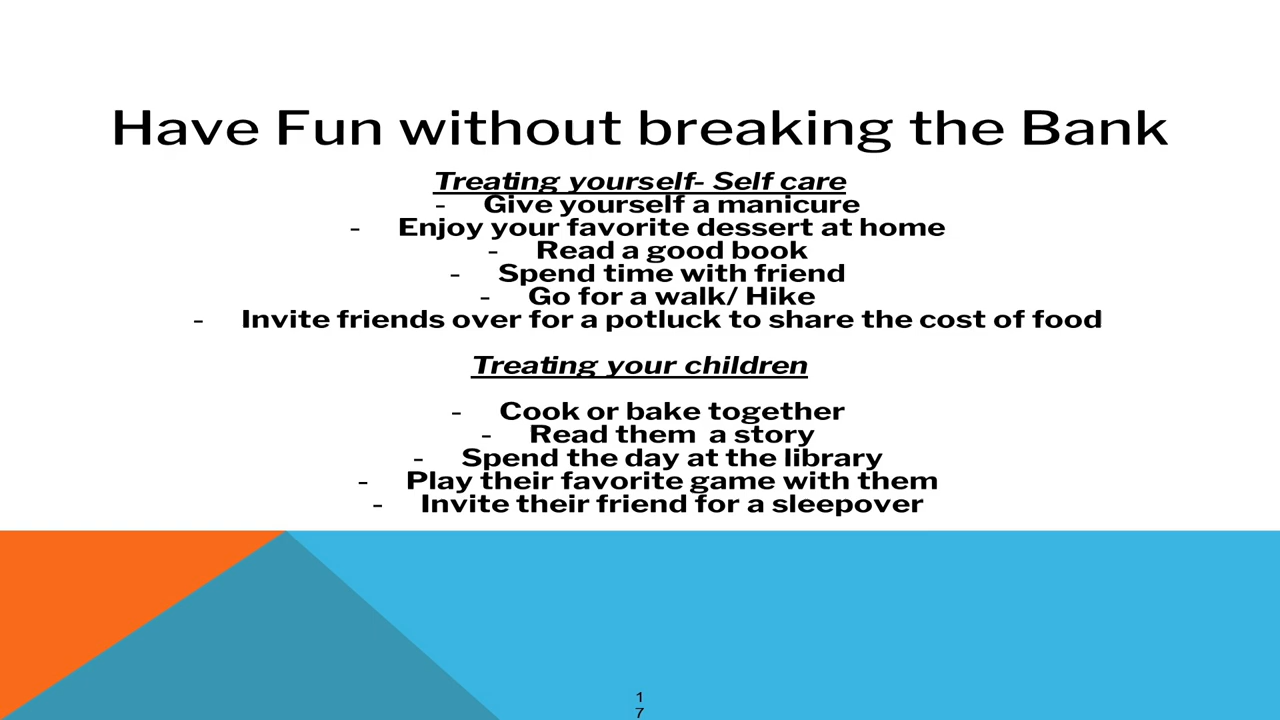 Have Fun without breaking the Bank
Treating yourself- Self care
- Give yourself a manicure
- Enjoy your favorite dessert at home
- Read a good book
- Spend time with friend
- Go for a walk/ Hike
- Invite friends over for a potluck to share the cost of food
Treating your children
- Cook or bake together
- Read them  a story
- Spend the day at the library
- Play their favorite game with them
- Invite their friend for a sleepover
1
7